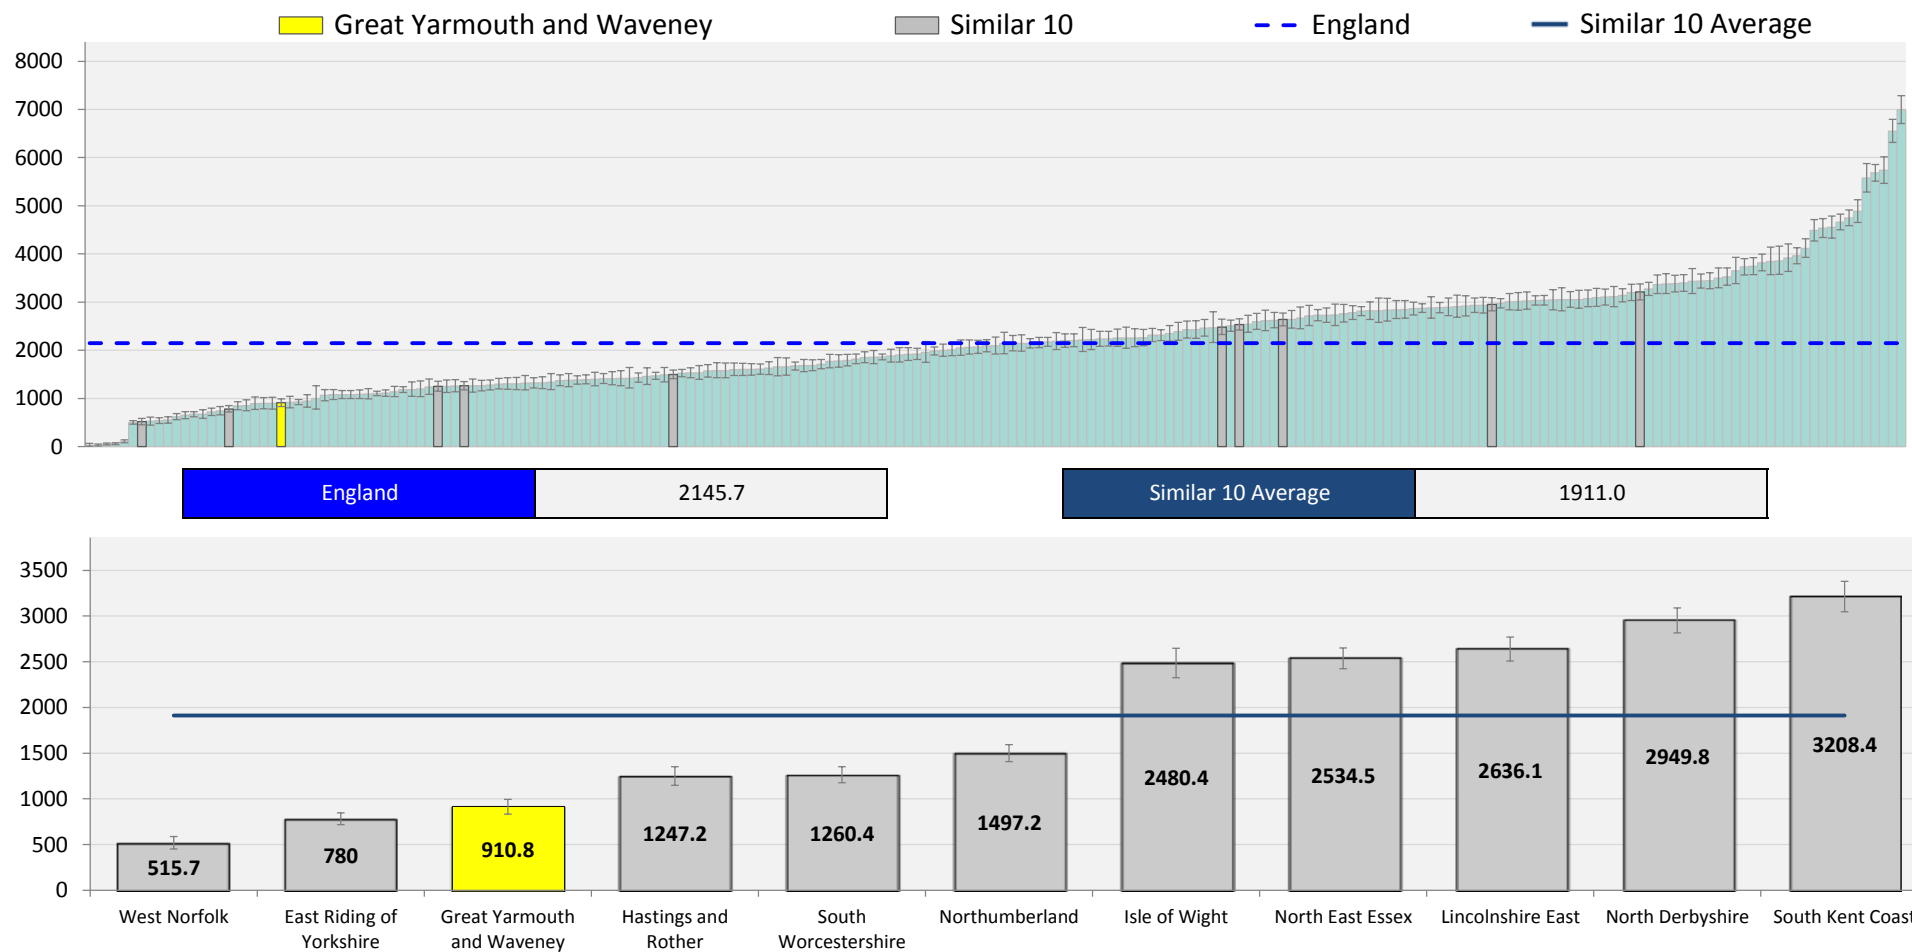 Great Yarmouth and Waveney
Similar 10
England
Similar 10 Average
8000
7000
6000
5000
4000
3000
2000
1000
0
England
2145.7
Similar 10 Average
1911.0
3500
3000
2500
2000
1500
1000
500
0
515.7
780
910.8
1247.2
1260.4
1497.2
2480.4
2534.5
2636.1
2949.8
3208.4
West Norfolk
East Riding of
Yorkshire
Great Yarmouth
and Waveney
Hastings and
Rother
South
Worcestershire
Northumberland
Isle of Wight
North East Essex
Lincolnshire East
North Derbyshire
South Kent Coast